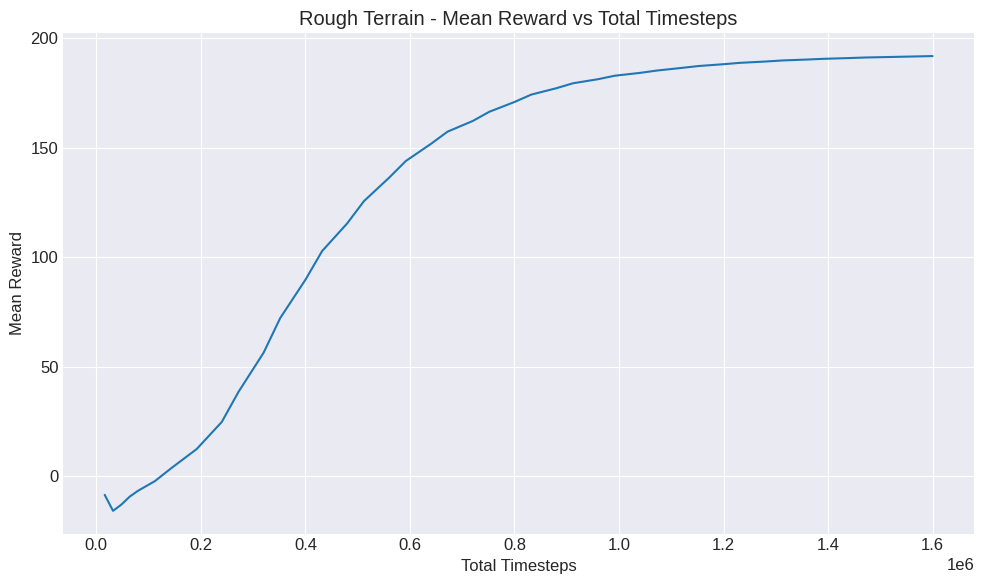 Rough Terrain - Mean Reward vs Total Timesteps
200
150
100
50
0
Mean Reward
0.0 0.2 0.4 0.6 0.8 1.0 1.2 1.4 1.6
1e6
Total Timesteps